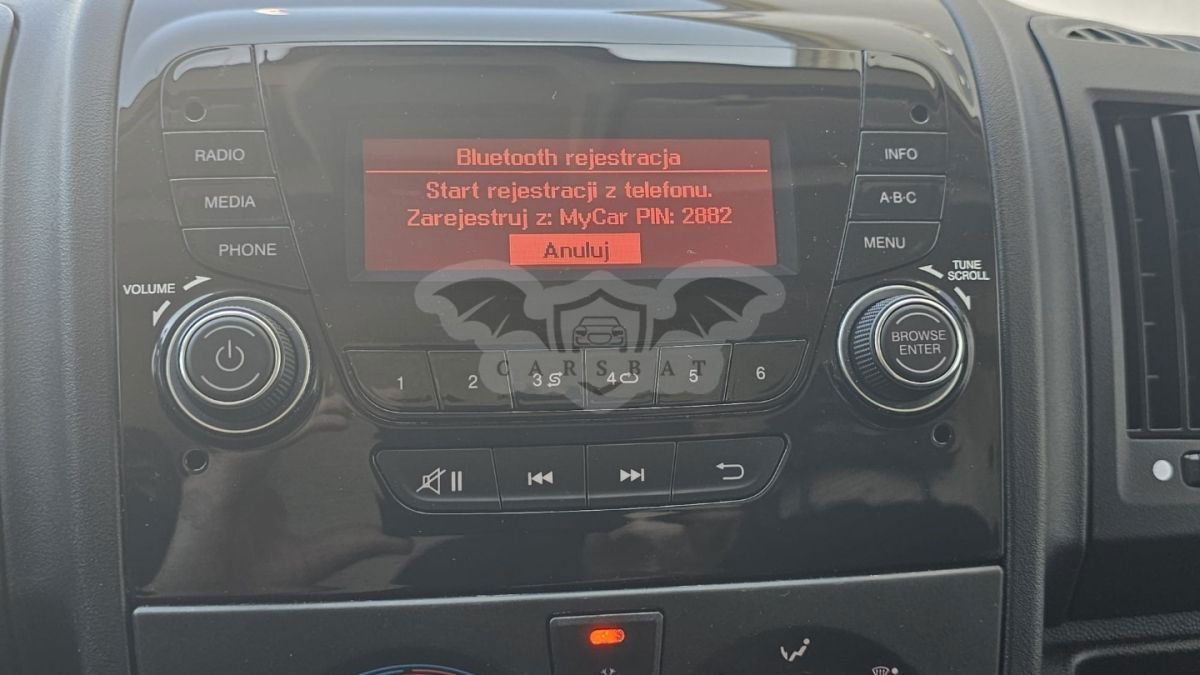 Bluetooth rejestracja
Start rejestracji z telefonu.
Zarejestruj z: MyCar PIN: 2882
Anuluj
RADIO
MEDIA
PHONE
VOLUME
INFO
A·B·C
MENU
TUNE
SCROLL
BROWSE
ENTER
CARSBAT
1 2 3 4 5 6